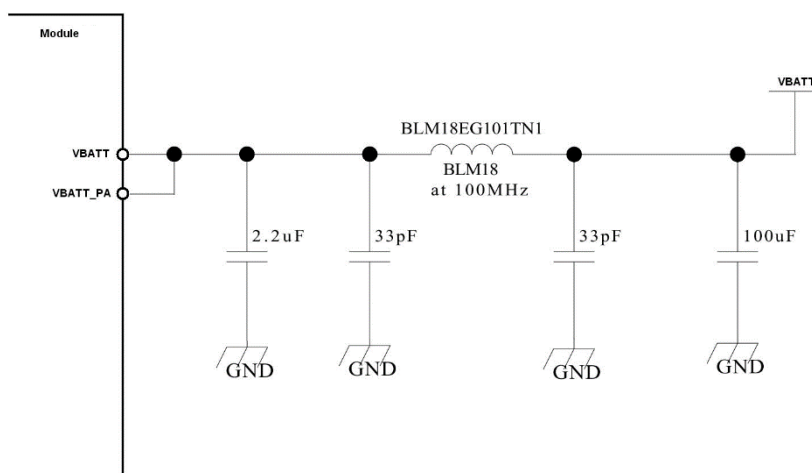 Module
VBATT
BLM18EG101TN1
VBATT
BLM18
VBATT_PA
at 100MHz
2.2uF
33pF
33pF
100uF
GND
GND
GND
GND